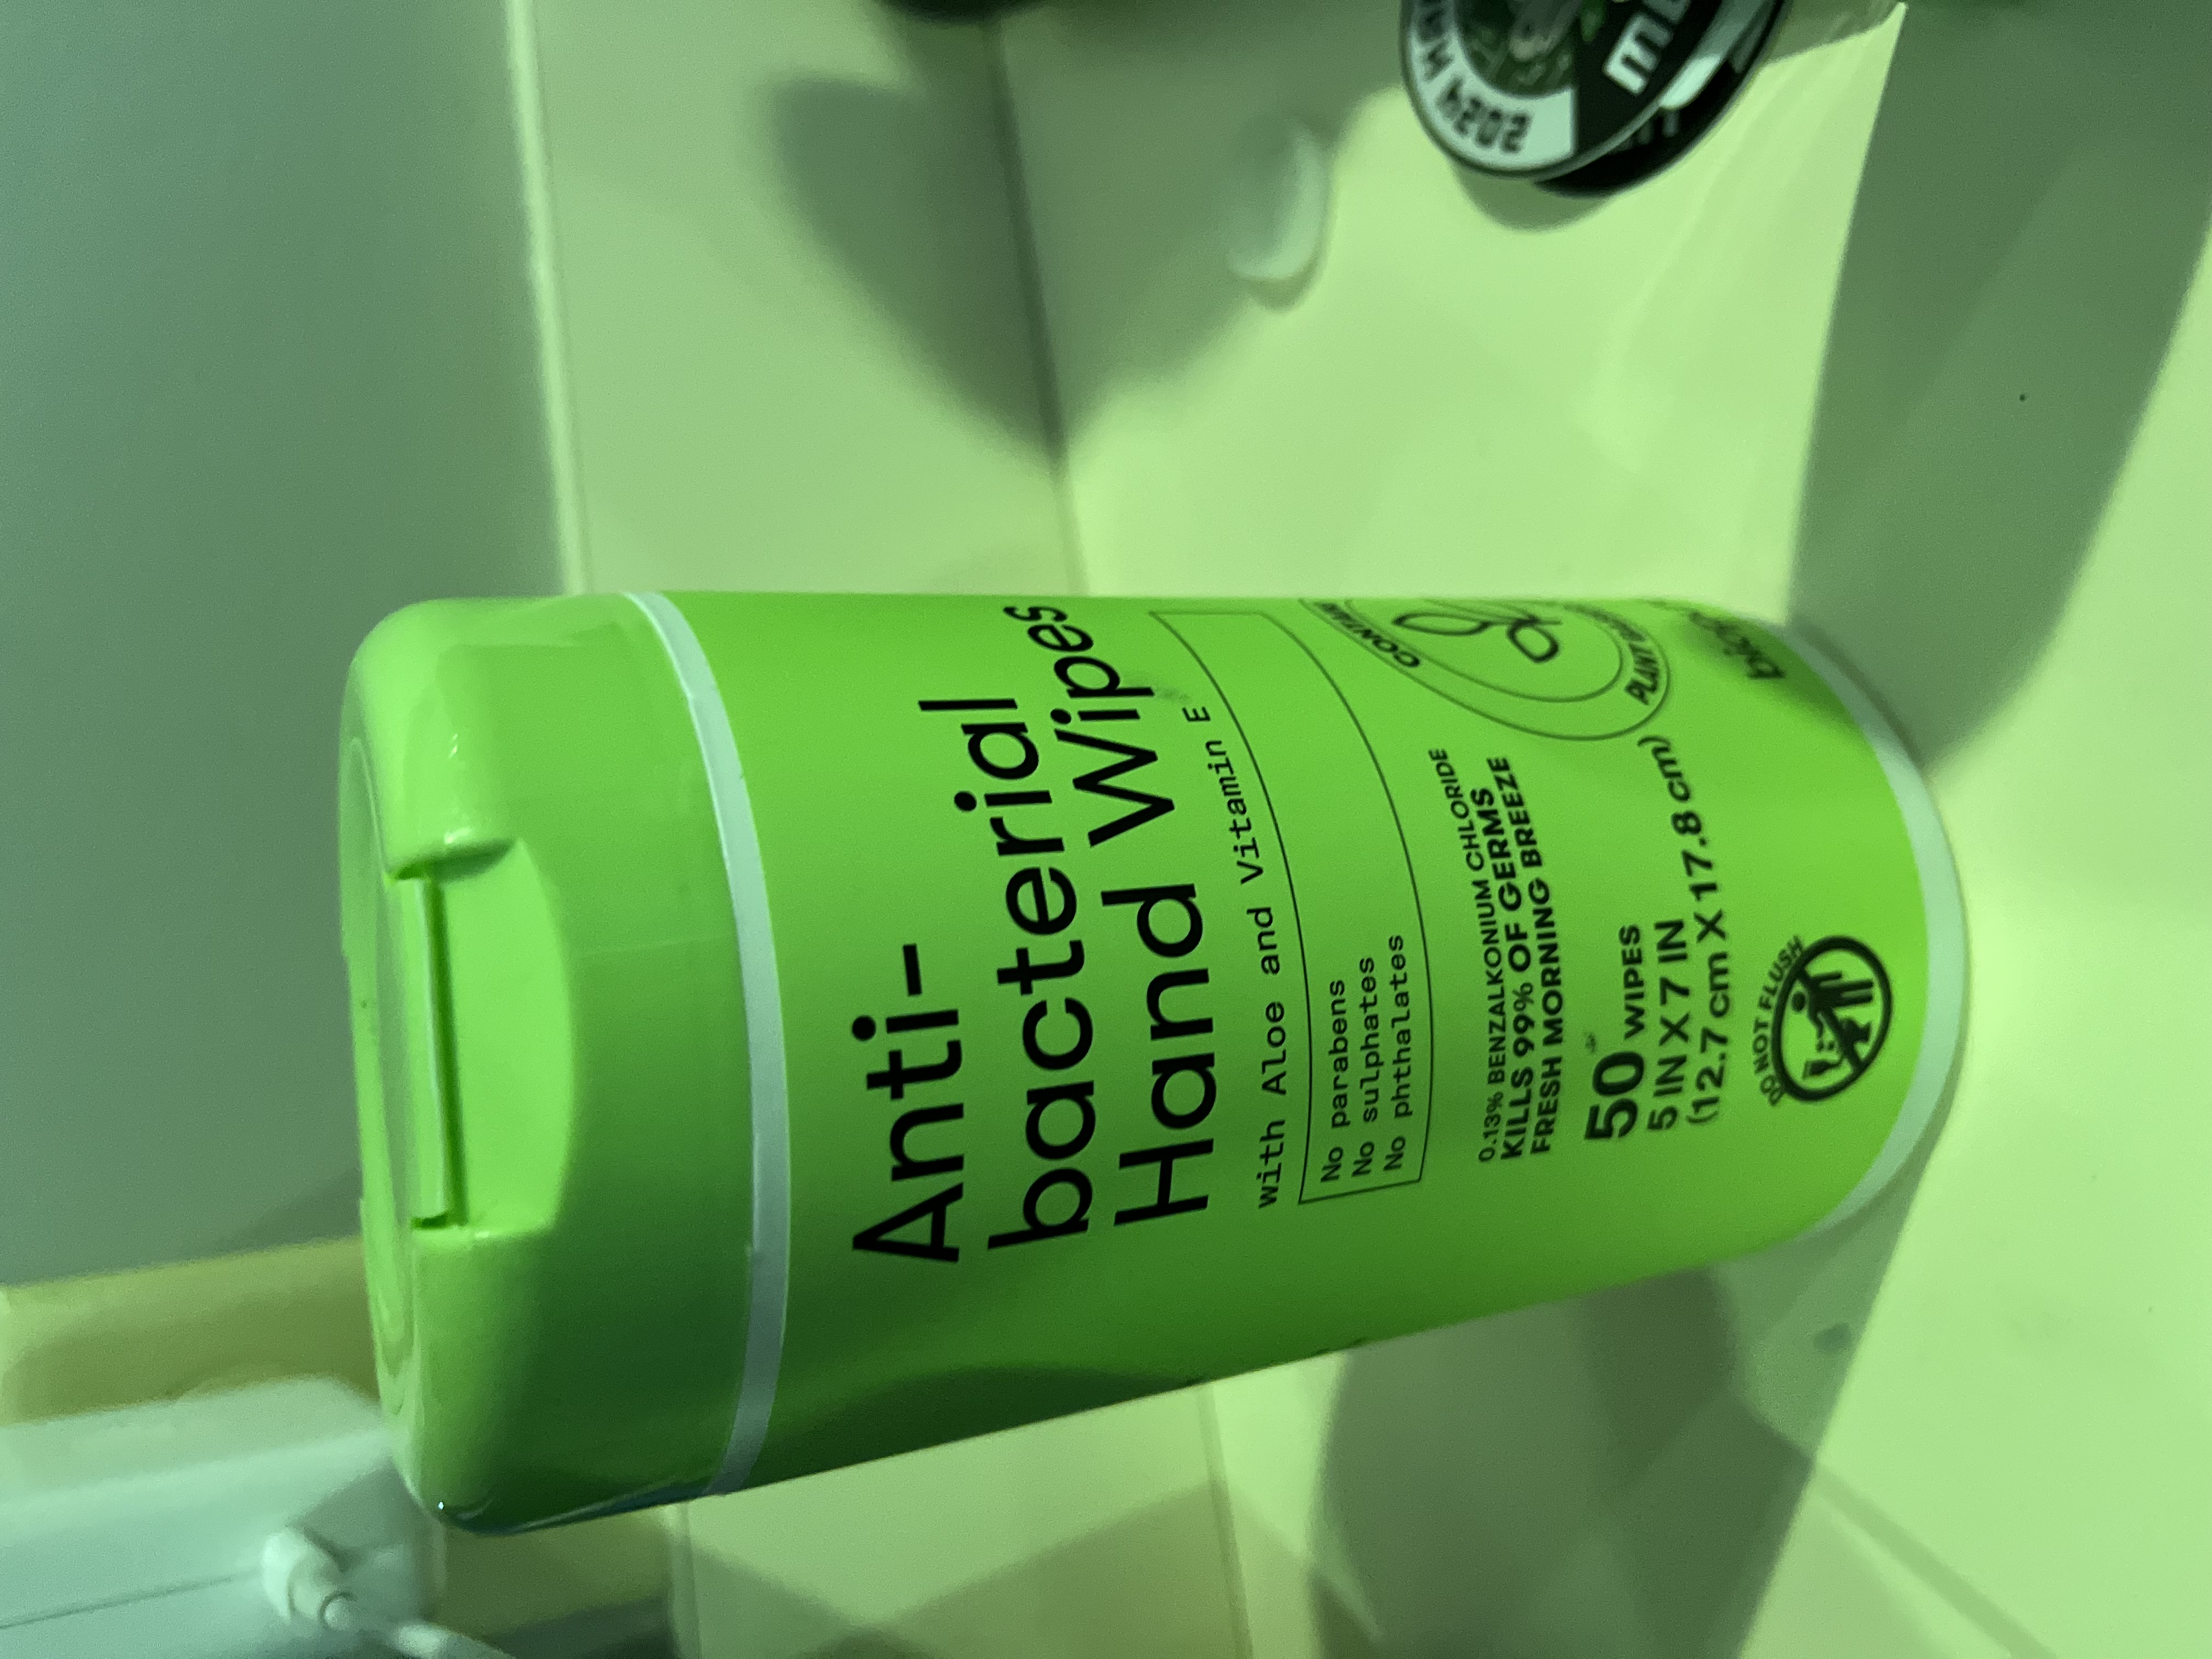 Anti-
bacterial
Hand Wipes
with Aloe and Vitamin E
No parabens
No sulphates
No phthalates
0.13% BENZALKONIUM CHLORIDE
KILLS 99% OF GERMS
FRESH MORNING BREEZE
50 WIPES
5 IN X 7 IN
(12.7 cm X 17.8 cm)
DO NOT FLUSH
PLANT
2024